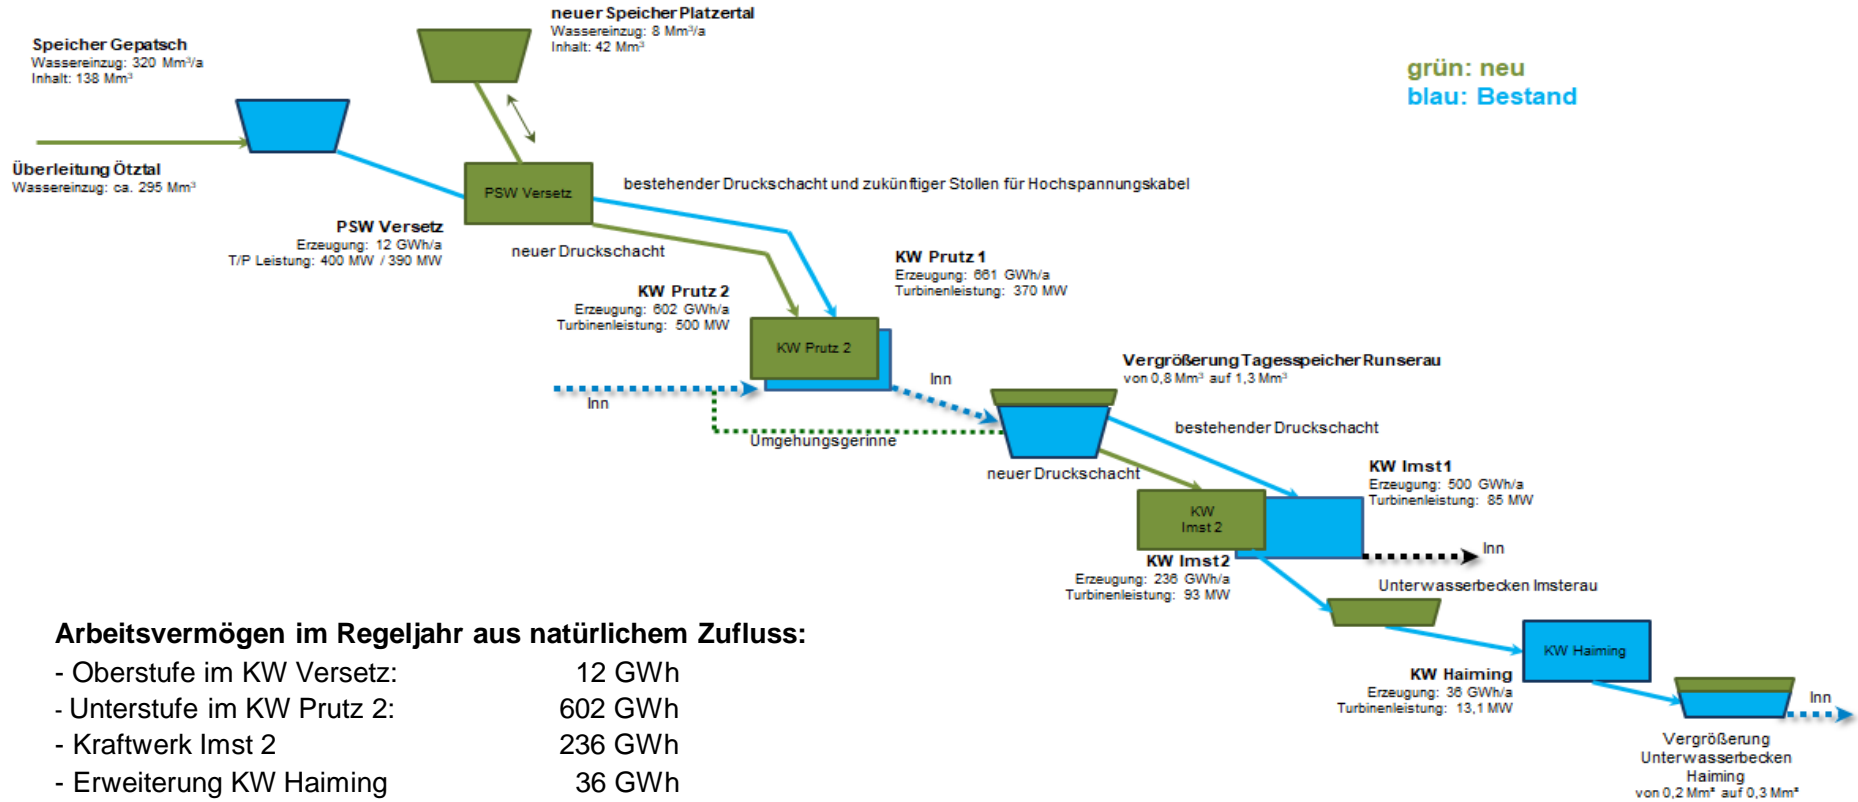 neuer Speicher Platzertal
Wassereinzug: 8 Mm³/a
Inhalt: 42 Mm³
Speicher Gepatsch
Wassereinzug: 320 Mm³/a
Inhalt: 138 Mm³
grün: neu
blau: Bestand
Überleitung Ötztal
Wassereinzug: ca. 295 Mm³
PSW Versetz
bestehender Druckschacht und zukünftiger Stollen für Hochspannungskabel
PSW Versetz
Erzeugung: 12 GWh/a
T/P Leistung: 400 MW / 390 MW
neuer Druckschacht
KW Prutz 1
Erzeugung: 661 GWh/a
Turbinenleistung: 370 MW
KW Prutz 2
Erzeugung: 602 GWh/a
Turbinenleistung: 500 MW
KW Prutz 2
Inn
Inn
Umgehungsgerinne
Vergrößerung Tagesspeicher Runserau
von 0,8 Mm³ auf 1,3 Mm³
bestehender Druckschacht
neuer Druckschacht
KW Imst 1
Erzeugung: 500 GWh/a
Turbinenleistung: 85 MW
KW
Imst 2
Inn
KW Imst 2
Erzeugung: 236 GWh/a
Turbinenleistung: 93 MW
Unterwasserbecken Imsterau
KW Haiming
KW Haiming
Erzeugung: 36 GWh/a
Turbinenleistung: 13,1 MW
Inn
Vergrößerung
Unterwasserbecken
Haiming
von 0,2 Mm³ auf 0,3 Mm³
Arbeitsvermögen im Regeljahr aus natürlichem Zufluss:
- Oberstufe im KW Versetz: 12 GWh
- Unterstufe im KW Prutz 2: 602 GWh
- Kraftwerk Imst 2 236 GWh
- Erweiterung KW Haiming 36 GWh